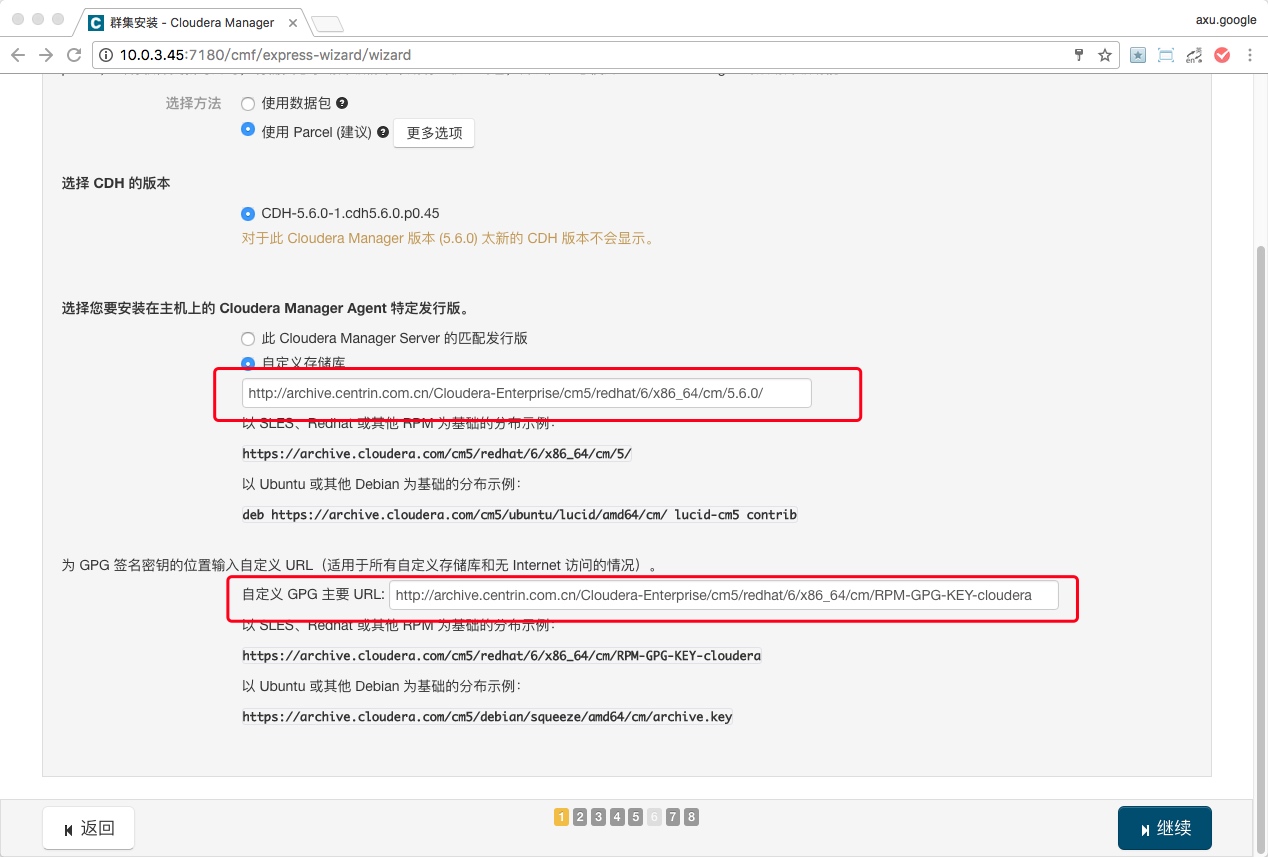 群集安装 - Cloudera Manager
axu.google
10.0.3.45:7180/cmf/express-wizard/wizard
选择方法
使用数据包
使用 Parcel (建议) 更多选项
选择 CDH 的版本
CDH-5.6.0-1.cdh5.6.0.p0.45
对于此 Cloudera Manager 版本 (5.6.0) 太新的 CDH 版本不会显示。
选择您要安装在主机上的 Cloudera Manager Agent 特定发行版。
此 Cloudera Manager Server 的匹配发行版
自定义存储库
http://archive.centrin.com.cn/Cloudera-Enterprise/cm5/redhat/6/x86_64/cm/5.6.0/
以 SLES、Redhat 或其他 RPM 为基础的分布示例：
https://archive.cloudera.com/cm5/redhat/6/x86_64/cm/5/
以 Ubuntu 或其他 Debian 为基础的分布示例：
deb https://archive.cloudera.com/cm5/ubuntu/lucid/amd64/cm/ lucid-cm5 contrib
为 GPG 签名密钥的位置输入自定义 URL（适用于所有自定义存储库和无 Internet 访问的情况）。
自定义 GPG 主要 URL: http://archive.centrin.com.cn/Cloudera-Enterprise/cm5/redhat/6/x86_64/cm/RPM-GPG-KEY-cloudera
以 SLES、Redhat 或其他 RPM 为基础的分布示例：
https://archive.cloudera.com/cm5/redhat/6/x86_64/cm/RPM-GPG-KEY-cloudera
以 Ubuntu 或其他 Debian 为基础的分布示例：
https://archive.cloudera.com/cm5/debian/squeeze/amd64/cm/archive.key
返回
1 2 3 4 5 6 7 8
继续